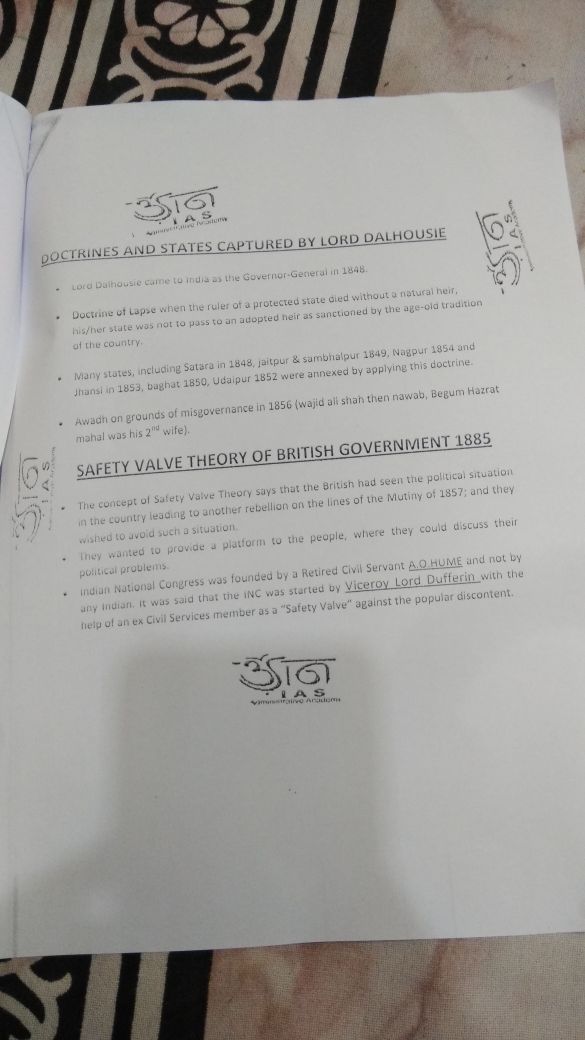 I A S
Administrative Academy
DOCTRINES AND STATES CAPTURED BY LORD DALHOUSIE
• Lord Dalhousie came to India as the Governor-General in 1848.
• Doctrine of Lapse when the ruler of a protected state died without a natural heir,
his/her state was not to pass to an adopted heir as sanctioned by the age-old tradition
of the country.
• Many states, including Satara in 1848, jaitpur & sambhalpur 1849, Nagpur 1854 and
Jhansi in 1853, baghat 1850, Udaipur 1852 were annexed by applying this doctrine.
• Awadh on grounds of misgovernance in 1856 (wajid ali shah then nawab, Begum Hazrat
mahal was his 2nd wife).
SAFETY VALVE THEORY OF BRITISH GOVERNMENT 1885
• The concept of Safety Valve Theory says that the British had seen the political situation
in the country leading to another rebellion on the lines of the Mutiny of 1857; and they
wished to avoid such a situation.
• They wanted to provide a platform to the people, where they could discuss their
political problems.
• Indian National Congress was founded by a Retired Civil Servant A.O.HUME and not by
any Indian. It was said that the INC was started by Viceroy Lord Dufferin with the
help of an ex Civil Services member as a "Safety Valve" against the popular discontent.
I A S
Administrative Academy
I A S
I A S